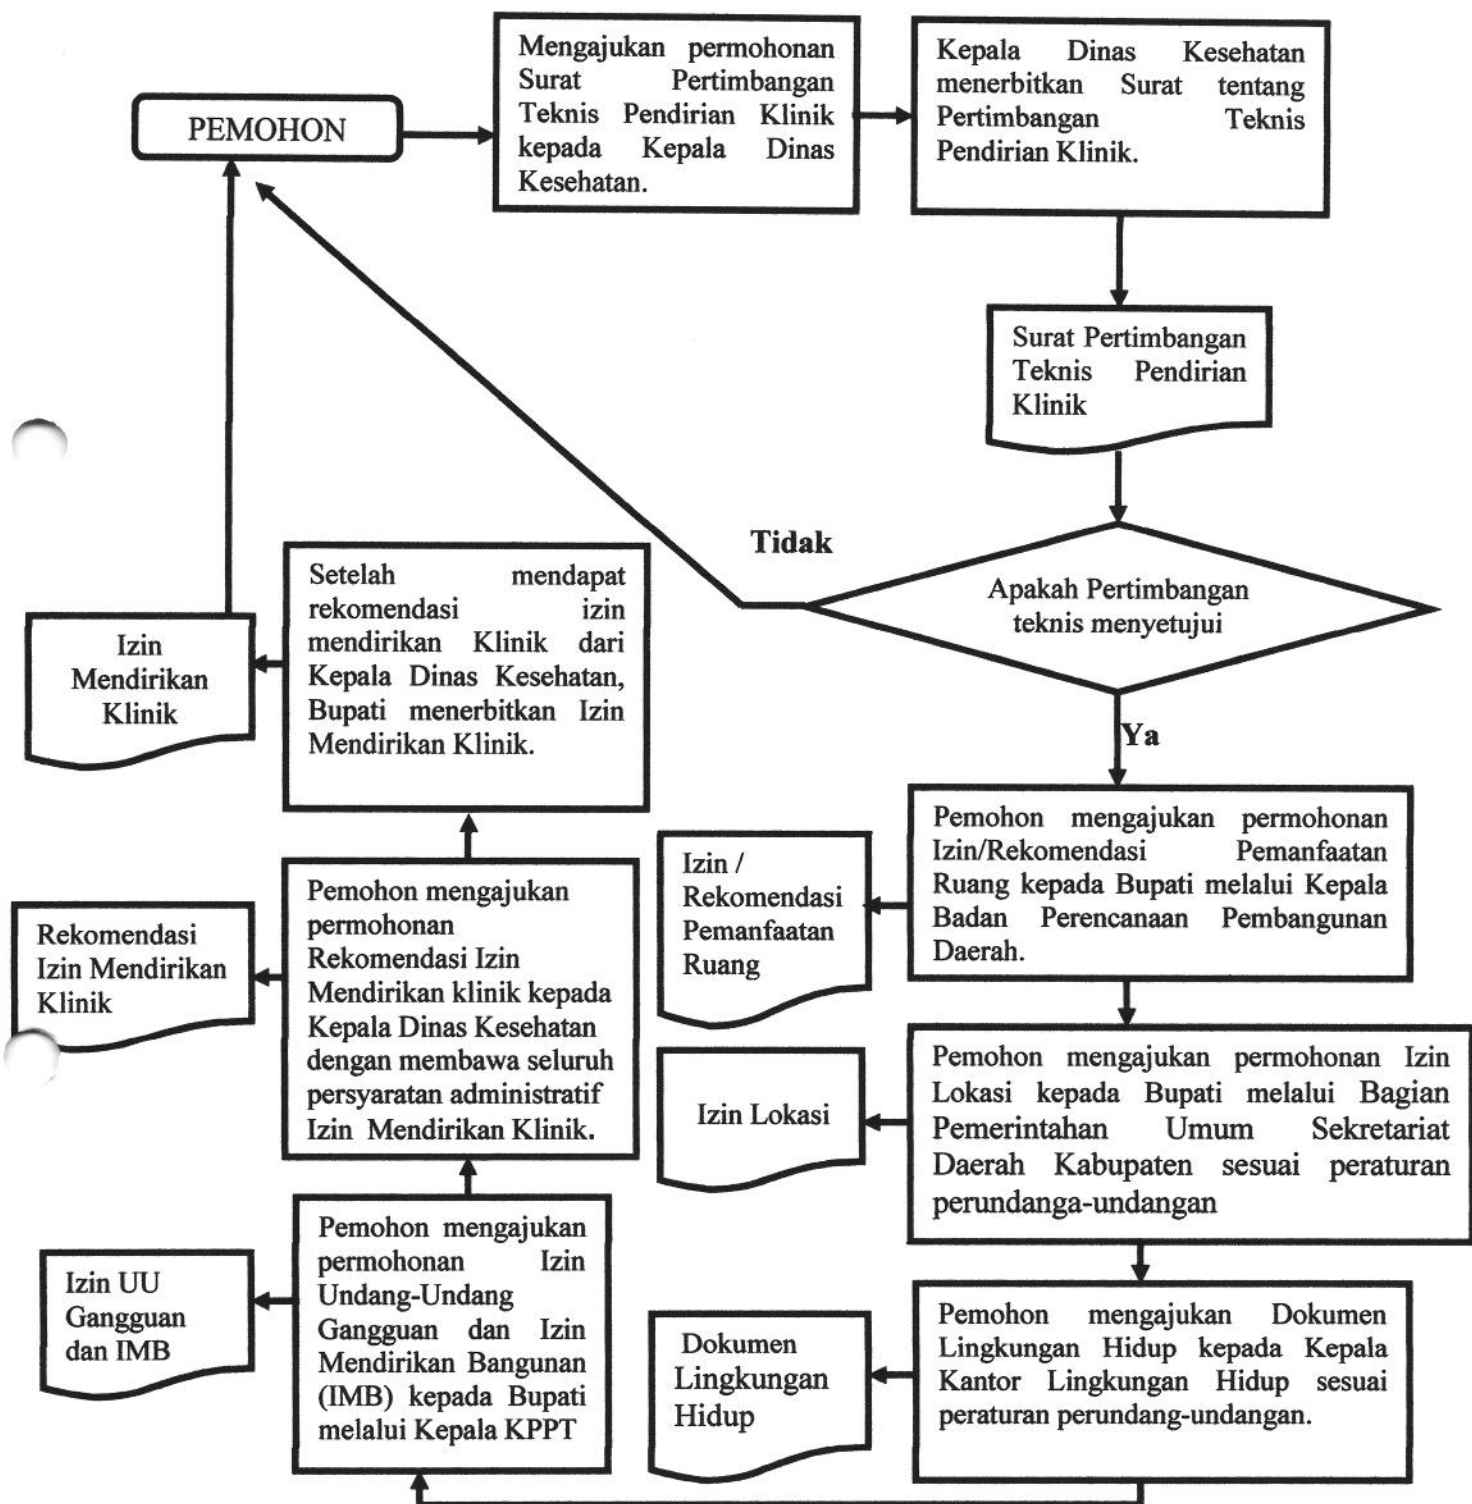 PEMOHON
Mengajukan permohonan
Surat Pertimbangan
Teknis Pendirian Klinik
kepada Kepala Dinas
Kesehatan.
Kepala Dinas Kesehatan
menerbitkan Surat tentang
Pertimbangan Teknis
Pendirian Klinik.
Surat Pertimbangan
Teknis Pendirian
Klinik
Tidak
Apakah Pertimbangan
teknis menyetujui
Ya
Pemohon mengajukan permohonan
Izin/Rekomendasi Pemanfaatan
Ruang kepada Bupati melalui Kepala
Badan Perencanaan Pembangunan
Daerah.
Izin /
Rekomendasi
Pemanfaatan
Ruang
Pemohon mengajukan permohonan Izin
Lokasi kepada Bupati melalui Bagian
Pemerintahan Umum Sekretariat
Daerah Kabupaten sesuai peraturan
perundanga-undangan
Izin Lokasi
Pemohon mengajukan Dokumen
Lingkungan Hidup kepada Kepala
Kantor Lingkungan Hidup sesuai
peraturan perundang-undangan.
Dokumen
Lingkungan
Hidup
Pemohon mengajukan
permohonan Izin
Undang-Undang
Gangguan dan Izin
Mendirikan Bangunan
(IMB) kepada Bupati
melalui Kepala KPPT
Izin UU
Gangguan
dan IMB
Pemohon mengajukan
permohonan
Rekomendasi Izin
Mendirikan klinik kepada
Kepala Dinas Kesehatan
dengan membawa seluruh
persyaratan administratif
Izin Mendirikan Klinik.
Rekomendasi
Izin Mendirikan
Klinik
Setelah mendapat
rekomendasi izin
mendirikan Klinik dari
Kepala Dinas Kesehatan,
Bupati menerbitkan Izin
Mendirikan Klinik.
Izin
Mendirikan
Klinik